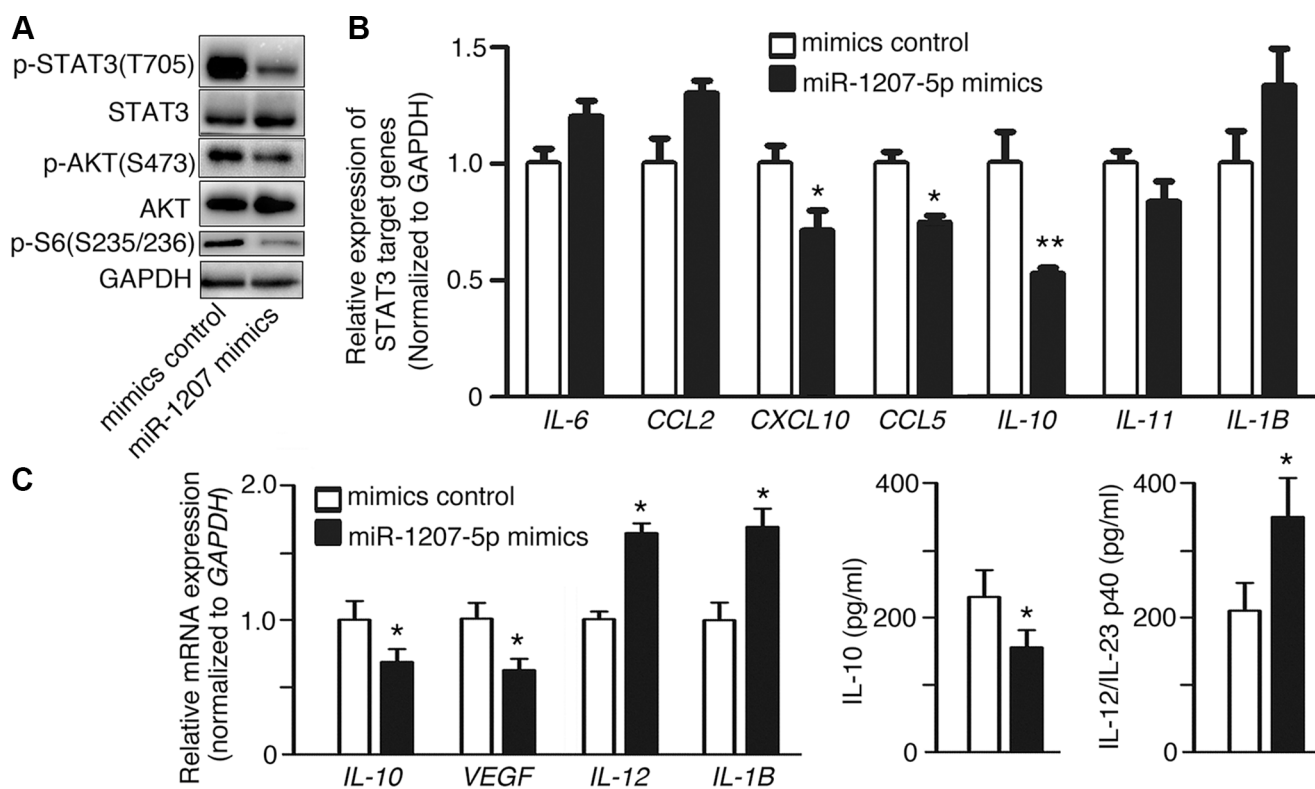 A
p-STAT3(T705)
STAT3
p-AKT(S473)
AKT
p-S6(S235/236)
GAPDH
mimics control
miR-1207 mimics
B
Relative expression of
STAT3 target genes
(Normalized to GAPDH)
1.5
1.0
0.5
0
mimics control
miR-1207-5p mimics
*
*
**
IL-6 CCL2 CXCL10 CCL5 IL-10 IL-11 IL-1B
C
Relative mRNA expression
(normalized to GAPDH)
2.0
1.0
0
mimics control
miR-1207-5p mimics
*
*
*
*
IL-10 VEGF IL-12 IL-1B
IL-10 (pg/ml)
400
200
0
*
IL-12/IL-23 p40 (pg/ml)
400
200
0
*